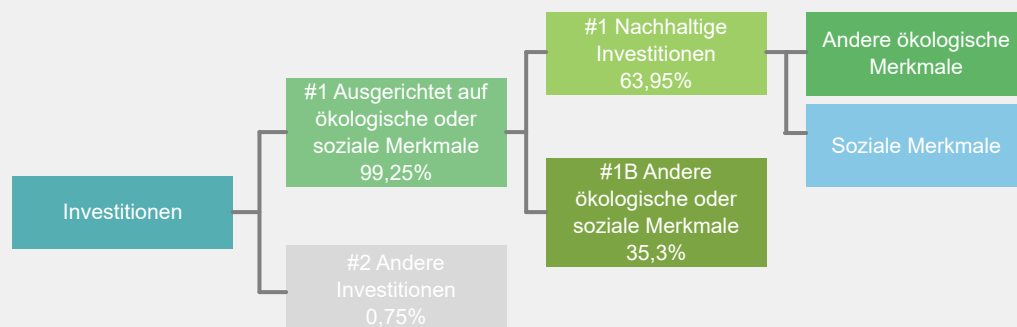 Investitionen
#1 Ausgerichtet auf
ökologische oder
soziale Merkmale
99,25%
#2 Andere
Investitionen
0,75%
#1 Nachhaltige
Investitionen
63,95%
#1B Andere
ökologische oder
soziale Merkmale
35,3%
Andere ökologische
Merkmale
Soziale Merkmale